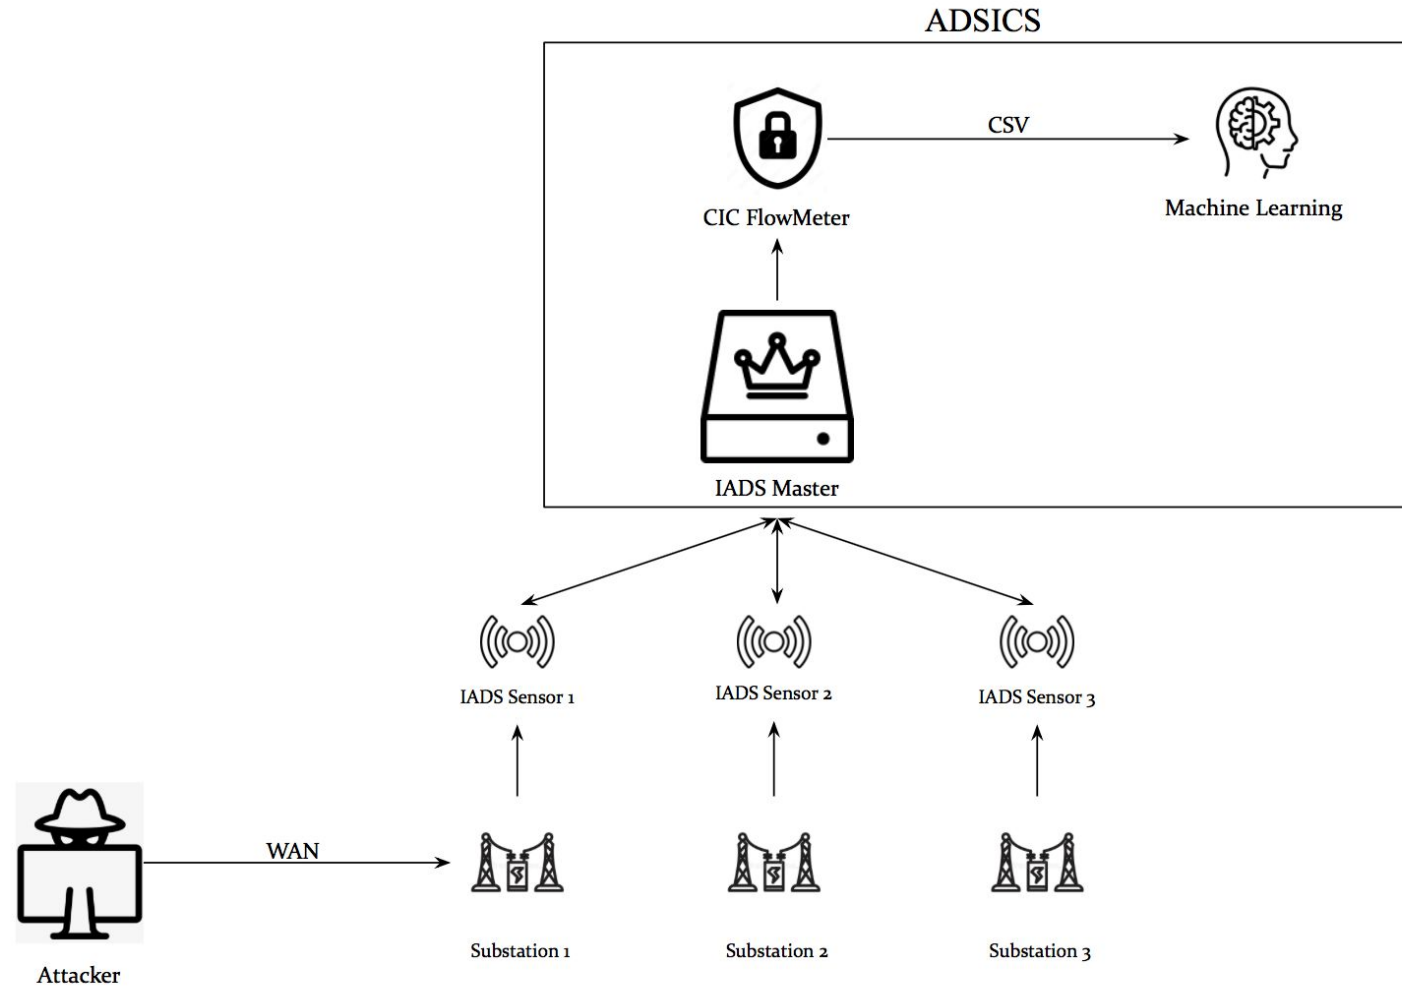 ADSICS
CSV
CIC FlowMeter
Machine Learning
IADS Master
IADS Sensor 1
IADS Sensor 2
IADS Sensor 3
WAN
Attacker
Substation 1
Substation 2
Substation 3